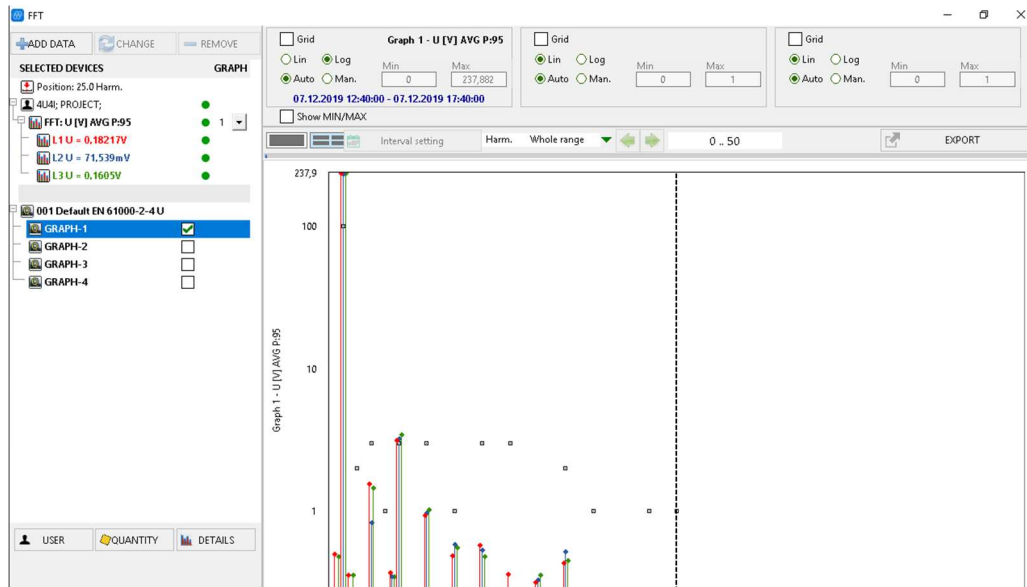 FFT
ADD DATA CHANGE REMOVE
SELECTED DEVICES GRAPH
Position: 25.0 Harm.
4U4I; PROJECT;
FFT: U [V] AVG P:95 1
L1 U = 0,18217V
L2 U = 71,539mV
L3 U = 0,1605V
001 Default EN 61000-2-4 U
GRAPH-1
GRAPH-2
GRAPH-3
GRAPH-4
USER QUANTITY DETAILS
Grid Graph 1 - U [V] AVG P:95
Lin Log Min Max
Auto Man. 0 237,882
07.12.2019 12:40:00 - 07.12.2019 17:40:00
Grid
Lin Log Min Max
Auto Man. 0 1
Grid
Lin Log Min Max
Auto Man. 0 1
Show MIN/MAX
Interval setting Harm. Whole range 0 .. 50 EXPORT
237,9
100
10
1
Graph 1 - U [V] AVG P:95